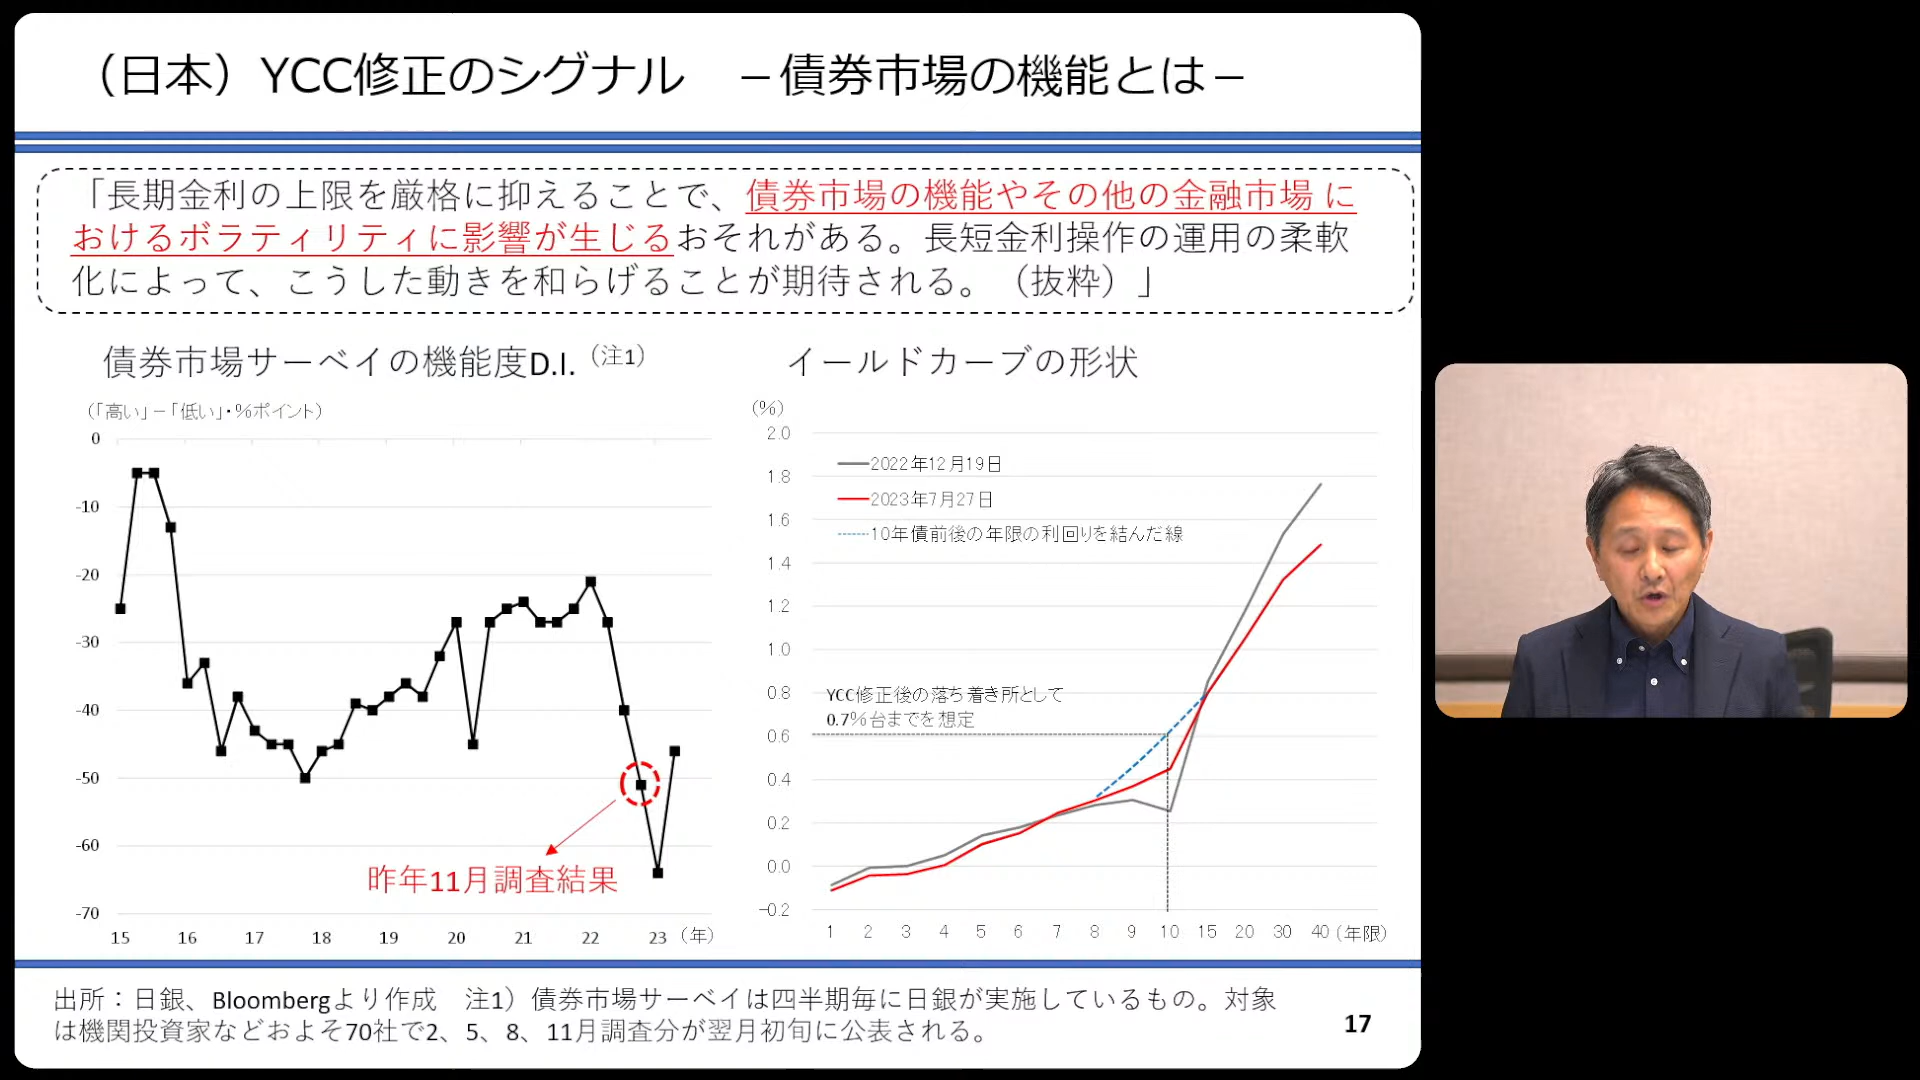 （日本）YCC修正のシグナル　－債券市場の機能とは－
「長期金利の上限を厳格に抑えることで、債券市場の機能やその他の金融市場 に
おけるボラティリティに影響が生じるおそれがある。長短金利操作の運用の柔軟
化によって、こうした動きを和らげることが期待される。（抜粋）」
債券市場サーベイの機能度D.I.（注1）
（「高い」－「低い」・%ポイント）
0
-10
-20
-30
-40
-50
-60
-70
昨年11月調査結果
15 16 17 18 19 20 21 22 23 （年）
イールドカーブの形状
（%）
2.0
1.8
1.6
1.4
1.2
1.0
0.8
0.6
0.4
0.2
0.0
-0.2
2022年12月19日
2023年7月27日
10年債前後の年限の利回りを結んだ線
YCC修正後の落ち着き所として
0.7%台までを想定
1 2 3 4 5 6 7 8 9 10 15 20 30 40（年限）
出所：日銀、Bloombergより作成　注1）債券市場サーベイは四半期毎に日銀が実施しているもの。対象
は機関投資家などおよそ70社で2、5、8、11月調査分が翌月初旬に公表される。
17